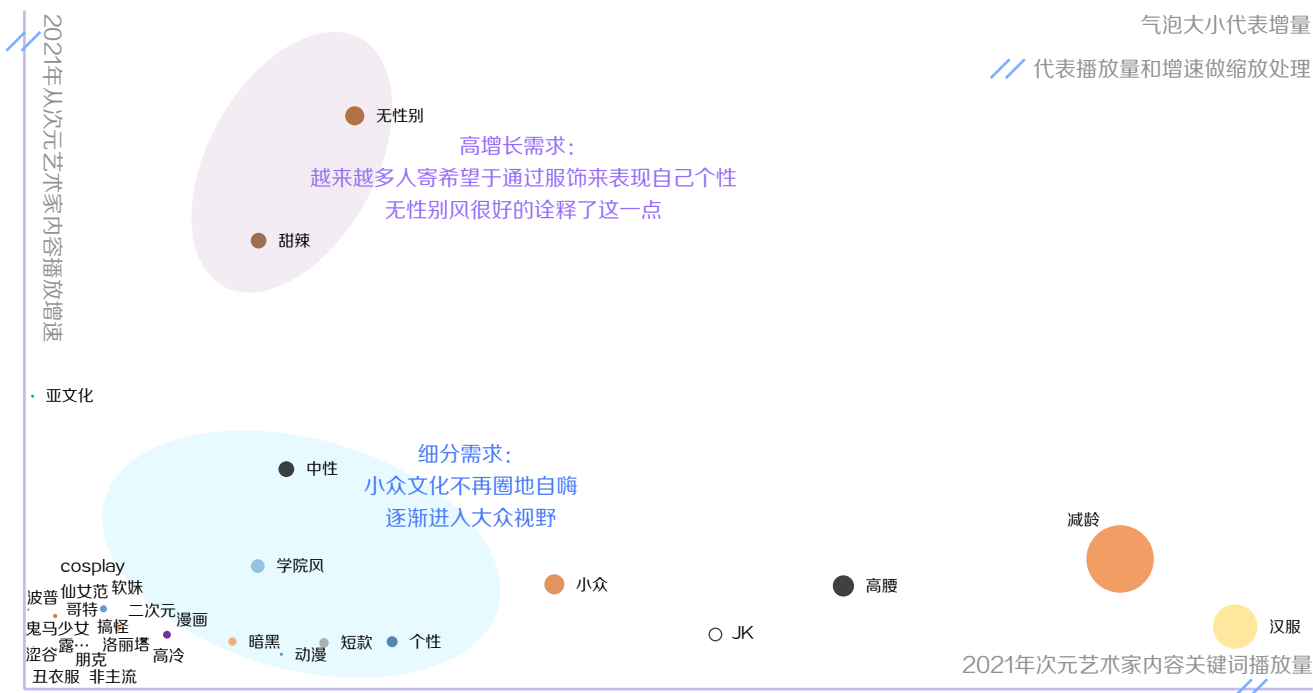 气泡大小代表增量
代表播放量和增速做缩放处理
2021年从次元艺术家内容播放增速
无性别
高增长需求：
越来越多人寄希望于通过服饰来表现自己个性
无性别风很好的诠释了这一点
甜辣
亚文化
细分需求：
小众文化不再圈地自嗨
逐渐进入大众视野
中性
减龄
学院风
cosplay
小众
高腰
仙女范
软妹
波普
哥特
二次元
漫画
汉服
鬼马少女
搞怪
JK
暗黑
短款
个性
露…
洛丽塔
涩谷
朋克
高冷
动漫
2021年次元艺术家内容关键词播放量
丑衣服
非主流